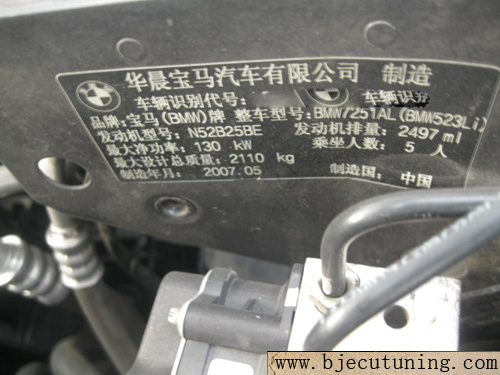 华晨宝马汽车有限公司 制造
车辆识别代号: 车辆识别
品牌:宝马(BMW)牌 整车型号:BMW7251AL(BMW523Li)
发动机型号: N52B25BE 发动机排量: 2497 ml
最大净功率: 130 kW 乘坐人数: 5 人
最大设计总质量: 2110 kg
制造年月: 2007.05 制造国: 中国
www.bjecutuning.com